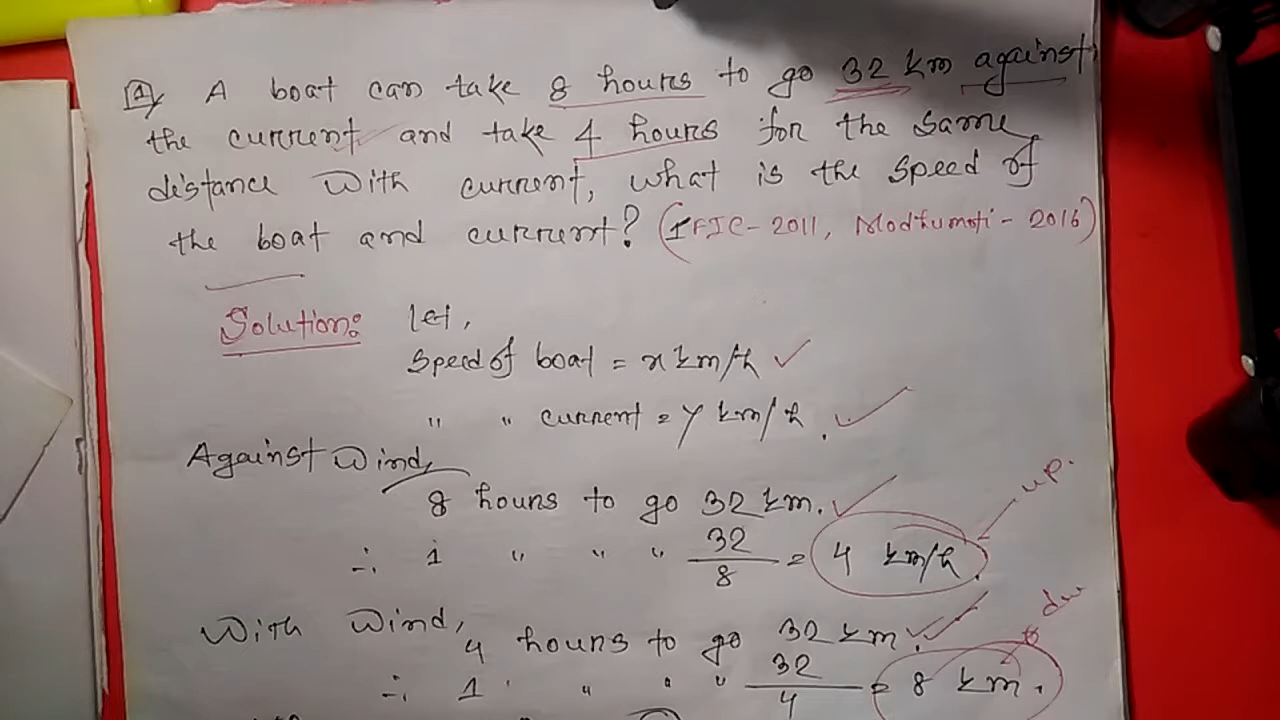 Q A boat can take 8 hours to go 32 km against
the current and take 4 hours for the same
distance with current, what is the speed of
the boat and current? (IFIC-2011, Modhumoti-2016)
Solution: let,
Speed of boat = x km/h
" " current = y km/h.
Against wind,
8 hours to go 32 km.
∴ 1 " " " 32/8 = 4 km/h.
up.
With wind,
4 hours to go 32 km.
∴ 1 " " " " 32/4 = 8 km.